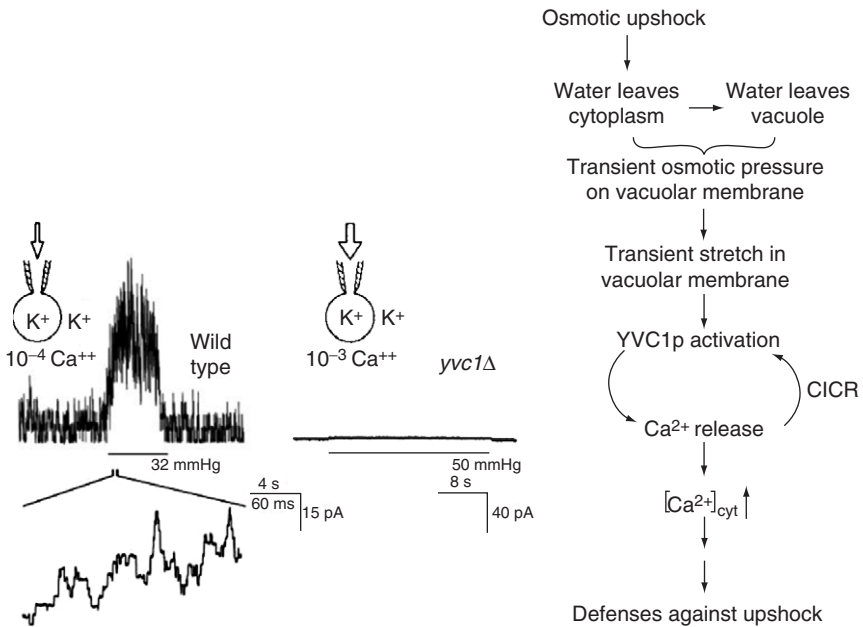 K+ K+
10–4 Ca++
Wild
type
32 mmHg
K+ K+
10–3 Ca++
yvc1Δ
50 mmHg
4 s
60 ms
15 pA
8 s
40 pA
Osmotic upshock
Water leaves
cytoplasm
Water leaves
vacuole
Transient osmotic pressure
on vacuolar membrane
Transient stretch in
vacuolar membrane
YVC1p activation
CICR
Ca2+ release
[Ca2+]cyt
Defenses against upshock